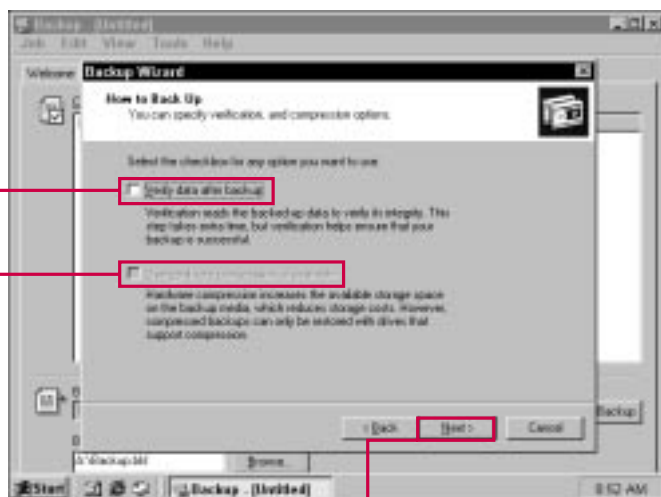 Backup - [Untitled]
Job Edit View Tools Help
Welcome
Backup Wizard
How to Back Up
You can specify verification, and compression options.
Select the checkbox for any option you want to use.
Verify data after backup
Verification reads the backed up data to verify its integrity. This
step takes extra time, but verification helps ensure that your
backup is successful.
Hardware compression increases the available storage space
on the backup media, which reduces storage costs. However,
compressed backups can only be restored with drives that
support compression.
< Back Next > Cancel
Backup
A:\Backup.bkf
Browse...
Start
Backup - [Untitled]
8:52 AM